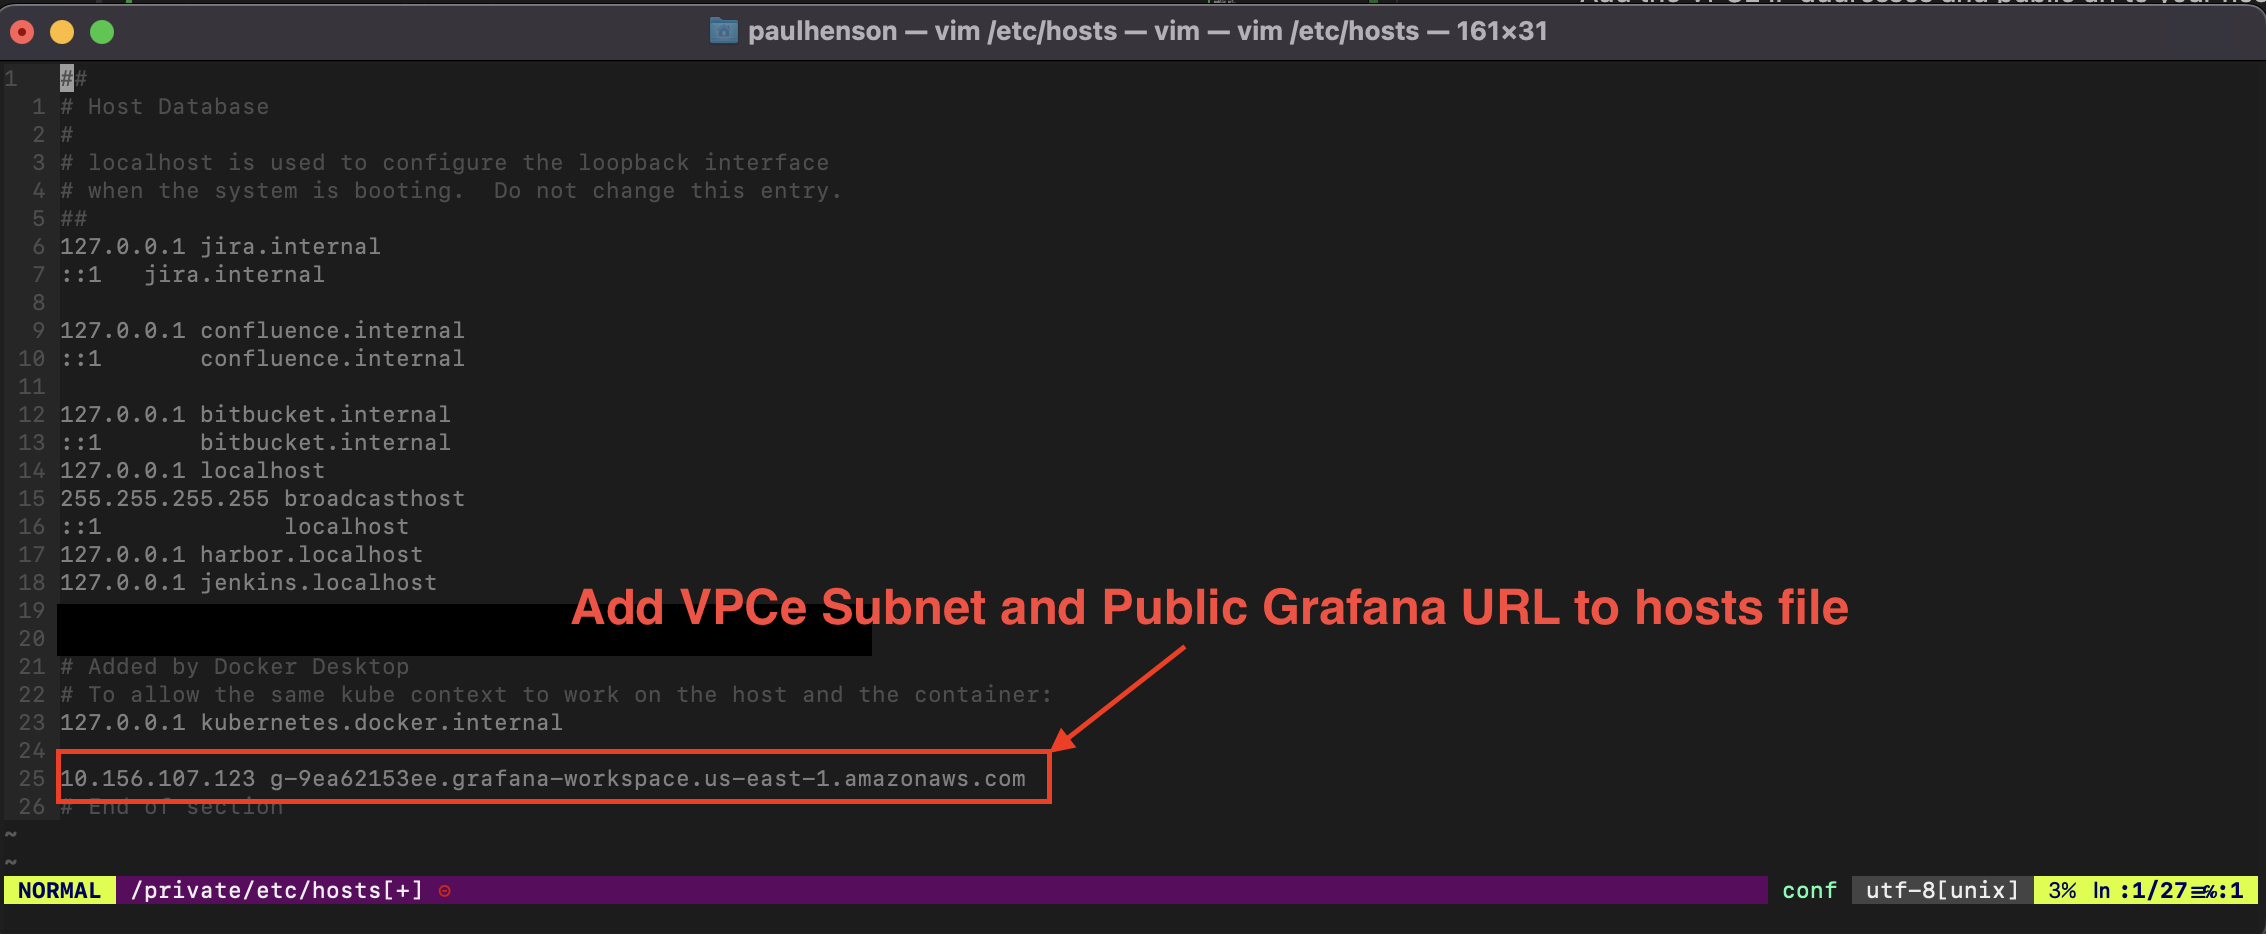 paulhenson — vim /etc/hosts — vim — vim /etc/hosts — 161×31
1 ##
1 # Host Database
2 #
3 # localhost is used to configure the loopback interface
4 # when the system is booting.  Do not change this entry.
5 ##
6 127.0.0.1 jira.internal
7 ::1   jira.internal
8
9 127.0.0.1 confluence.internal
10 ::1       confluence.internal
11
12 127.0.0.1 bitbucket.internal
13 ::1       bitbucket.internal
14 127.0.0.1 localhost
15 255.255.255.255 broadcasthost
16 ::1             localhost
17 127.0.0.1 harbor.localhost
18 127.0.0.1 jenkins.localhost
19
Add VPCe Subnet and Public Grafana URL to hosts file
20
21 # Added by Docker Desktop
22 # To allow the same kube context to work on the host and the container:
23 127.0.0.1 kubernetes.docker.internal
24
25 10.156.107.123 g-9ea62153ee.grafana-workspace.us-east-1.amazonaws.com
26 # End of section
~
~
NORMAL /private/etc/hosts[+] ⊝ conf utf-8[unix] 3% ln :1/27≡℅:1